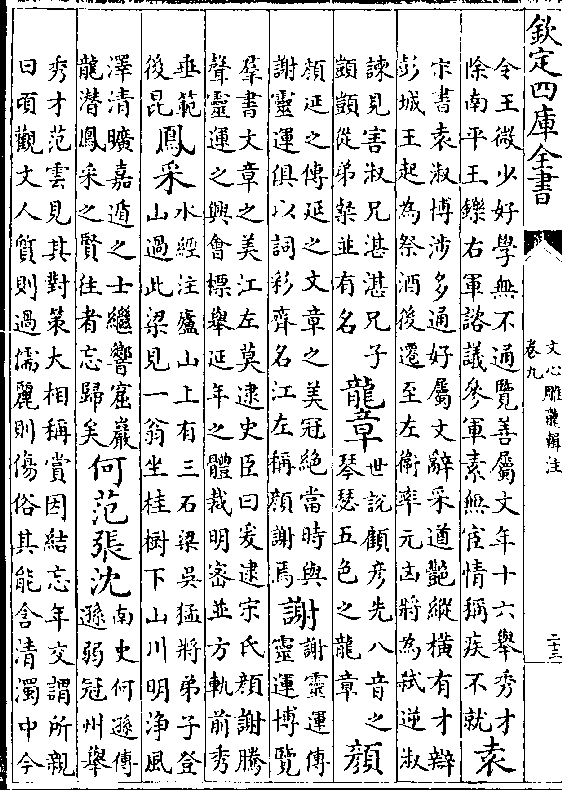 欽定四庫全書
文心雕龍輯注
卷九
二十三
令王微少好學無不通覽善屬文年十六舉秀才
除南平王鑠右軍諮議參軍素無宦情稱疾不就袁
宋書袁淑博涉多通好屬文辭采遒艷縱橫有才辯
彭城王起為祭酒後遷至左衛率元凶將為弑逆淑
諫見害淑兄湛湛兄子
顗顗從弟粲並有名龍章世説顧彦先八音之
琴瑟五色之龍章顔
顔延之傳延之文章之美冠絶當時與
謝靈運俱以詞彩齊名江左稱顔謝焉謝謝靈運傳
靈運博覽
羣書文章之美江左莫逮史臣曰爰逮宋氏顔謝騰
聲靈運之興會標舉延年之體裁明密並方軌前秀
垂範
後昆鳳采水經注廬山上有三石梁吳猛將弟子登
山過此梁見一翁坐桂樹下山川明浄風
澤清曠嘉遁之士繼響窟巖
龍潜鳳采之賢往者忘歸矣何范張沈南史何遜傳
遜弱冠州舉
秀才范雲見其對策大相稱賞因結忘年交謂所親
曰頃觀文人質則過儒麗則傷俗其能含清濁中今